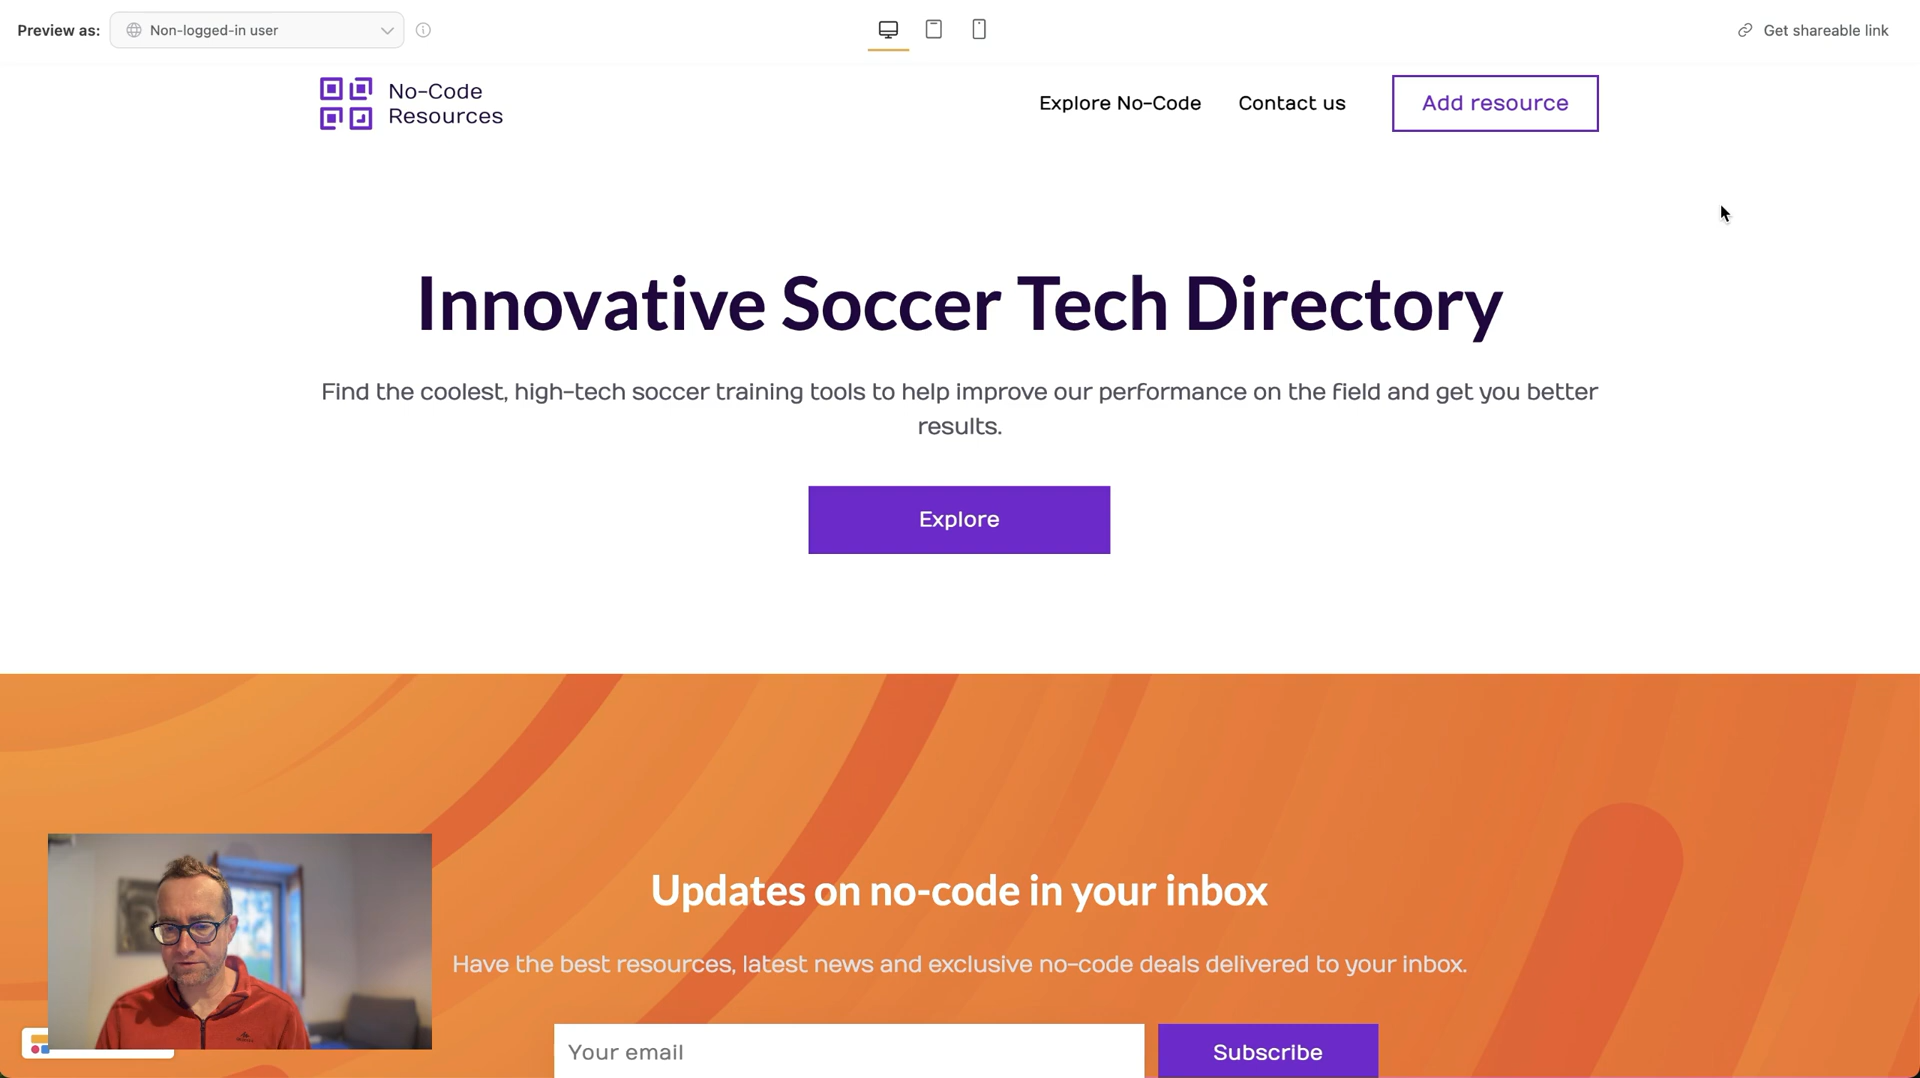 Preview as: Non-logged-in user
Get shareable link
No-Code
Resources
Explore No-Code
Contact us
Add resource
Innovative Soccer Tech Directory
Find the coolest, high-tech soccer training tools to help improve our performance on the field and get you better
results.
Explore
Updates on no-code in your inbox
Have the best resources, latest news and exclusive no-code deals delivered to your inbox.
Your email
Subscribe